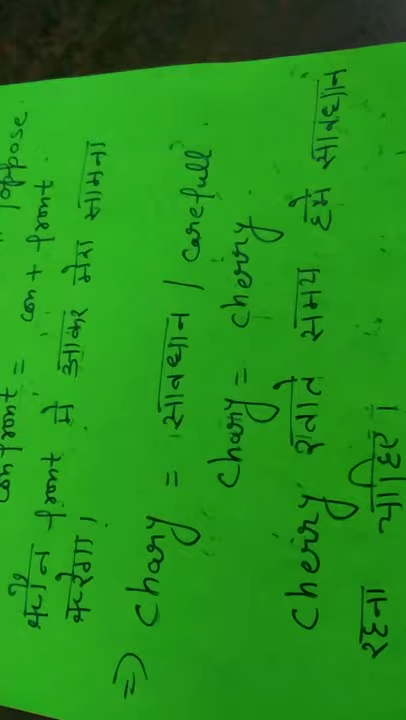 oppose
confront = con + front
कौन front में आकर मेरा सामना
करेगा।
⇒ Chary = सावधान / carefull
Chary = cherry
Cherry खाते समय हमे सावधान
रहना चाहिए।